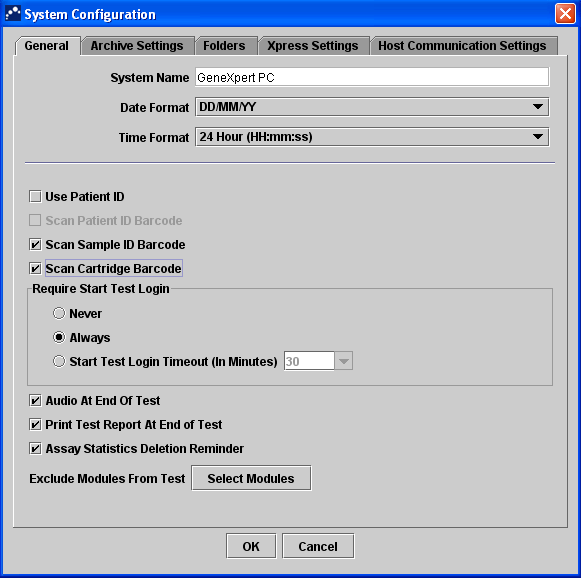 System Configuration
General Archive Settings Folders Xpress Settings Host Communication Settings
System Name GeneXpert PC
Date Format DD/MM/YY
Time Format 24 Hour (HH:mm:ss)
Use Patient ID
Scan Patient ID Barcode
Scan Sample ID Barcode
Scan Cartridge Barcode
Require Start Test Login
Never
Always
Start Test Login Timeout (In Minutes) 30
Audio At End Of Test
Print Test Report At End of Test
Assay Statistics Deletion Reminder
Exclude Modules From Test Select Modules
OK Cancel